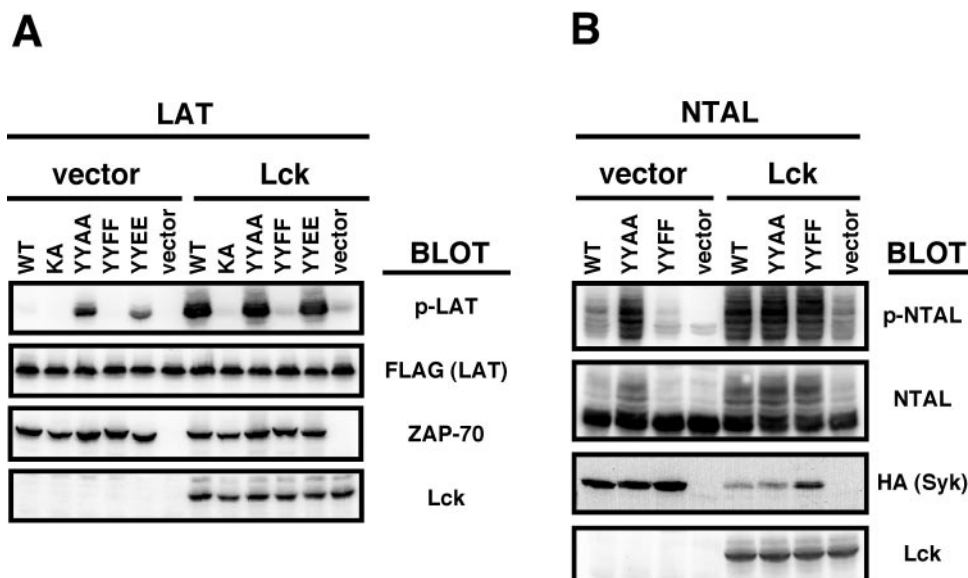 A
LAT
vector Lck
WT KA YYAA YYFF YYEE vector WT KA YYAA YYFF YYEE vector
BLOT
p-LAT
FLAG (LAT)
ZAP-70
Lck
B
NTAL
vector Lck
WT YYAA YYFF vector WT YYAA YYFF vector
BLOT
p-NTAL
NTAL
HA (Syk)
Lck